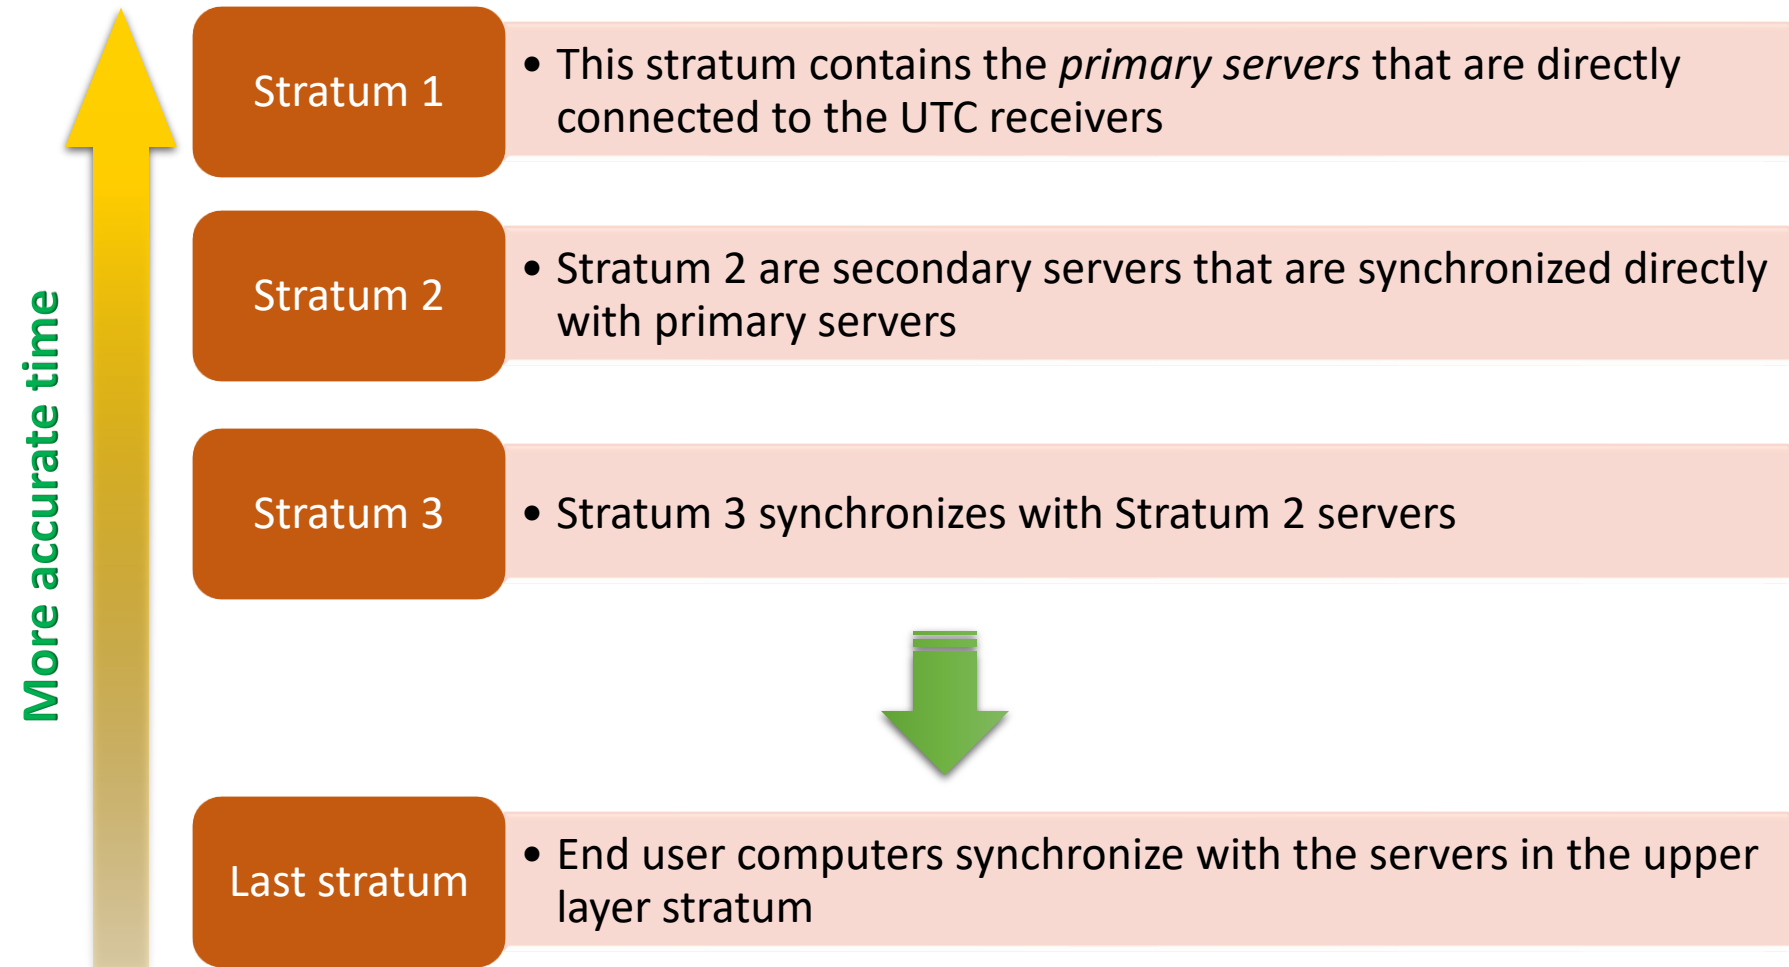 More accurate time
Stratum 1
• This stratum contains the primary servers that are directly
connected to the UTC receivers
Stratum 2
• Stratum 2 are secondary servers that are synchronized directly
with primary servers
Stratum 3
• Stratum 3 synchronizes with Stratum 2 servers
Last stratum
• End user computers synchronize with the servers in the upper
layer stratum